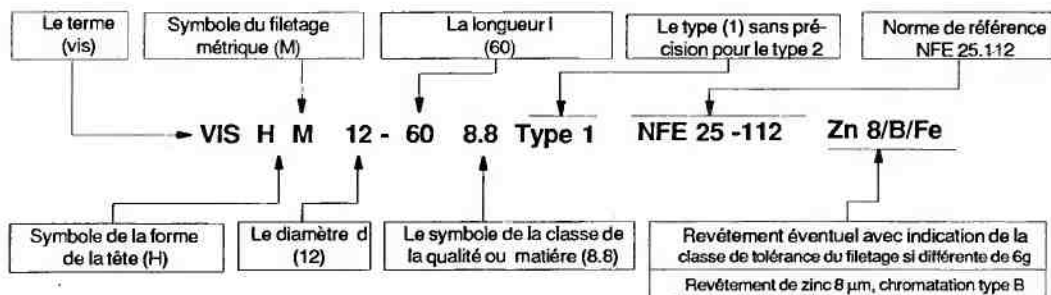 Le terme
(vis)
Symbole du filetage
métrique (M)
La longueur l
(60)
Le type (1) sans pré-
cision pour le type 2
Norme de référence
NFE 25.112
VIS H M 12 - 60 8.8 Type 1 NFE 25 -112 Zn 8/B/Fe
Symbole de la forme
de la tête (H)
Le diamètre d
(12)
Le symbole de la classe de
la qualité ou matiére (8.8)
Revétement éventuel avec indication de la
classe de tolérance du filetage si différente de 6g
Revétement de zinc 8 µm, chromatation type B